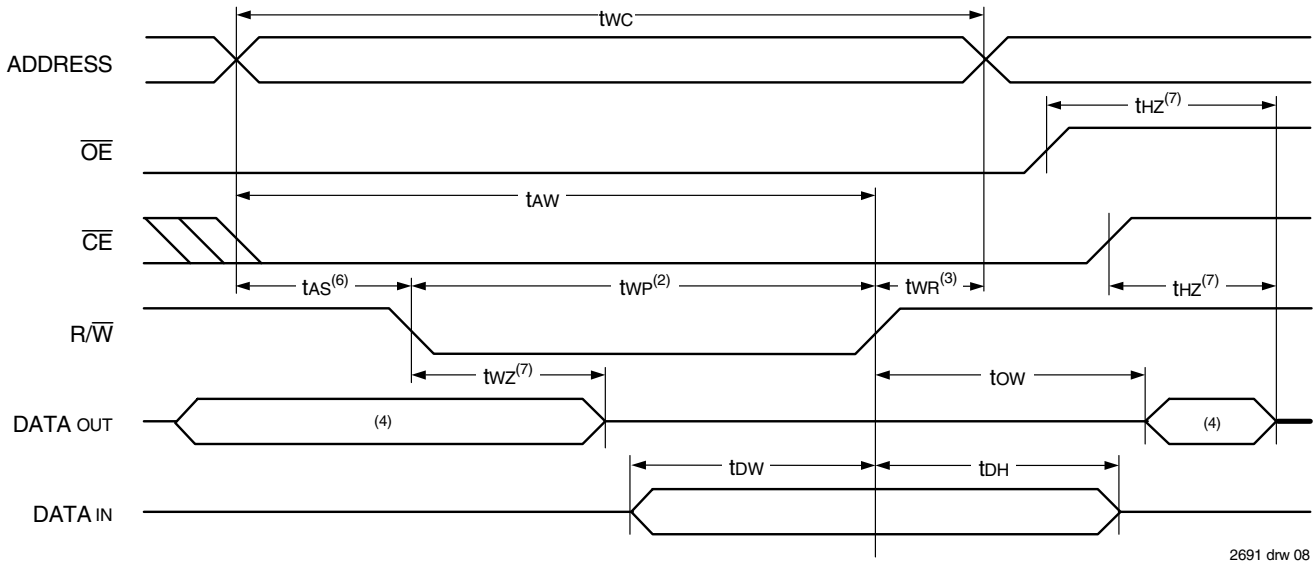 tWC
ADDRESS
tHZ(7)
OE
tAW
CE
tAS(6) tWP(2) tWR(3) tHZ(7)
R/W
tWZ(7) tOW
DATA OUT (4) (4)
tDW tDH
DATA IN
2691 drw 08